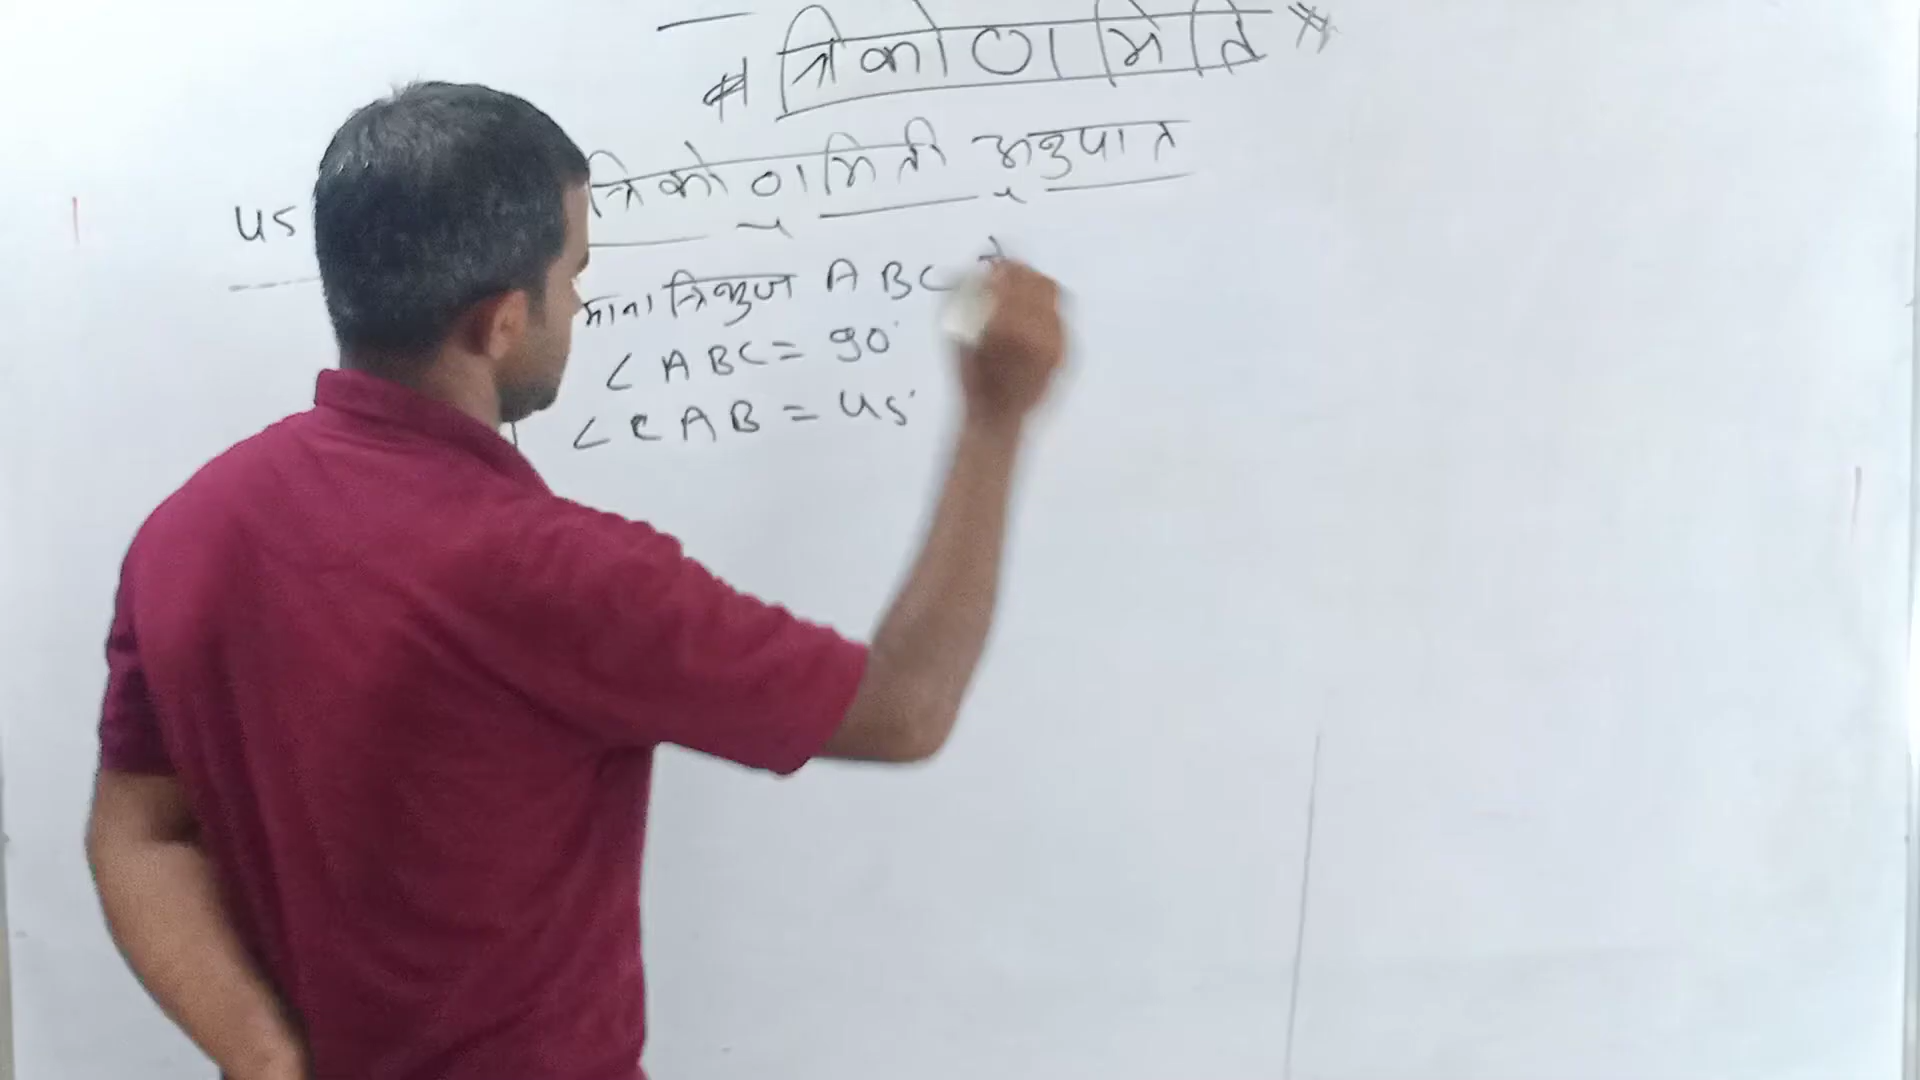 # त्रिकोणमिति *
45 त्रिकोणमिती अनुपात
माना त्रिभुज ABC में
∠ABC = 90°
∠CAB = 45°